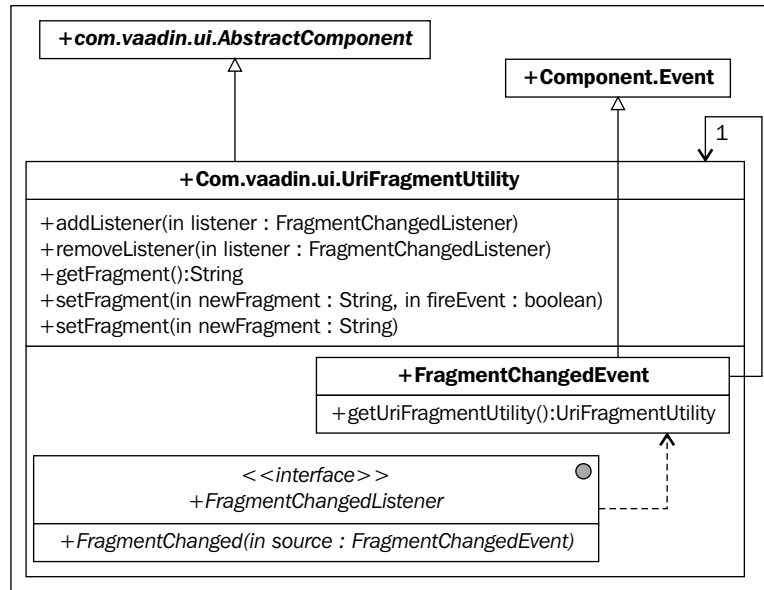 +com.vaadin.ui.AbstractComponent
+Component.Event
1
+Com.vaadin.ui.UriFragmentUtility
+addListener(in listener : FragmentChangedListener)
+removeListener(in listener : FragmentChangedListener)
+getFragment():String
+setFragment(in newFragment : String, in fireEvent : boolean)
+setFragment(in newFragment : String)
+FragmentChangedEvent
+getUriFragmentUtility():UriFragmentUtility
<<interface>>
+FragmentChangedListener
+FragmentChanged(in source : FragmentChangedEvent)